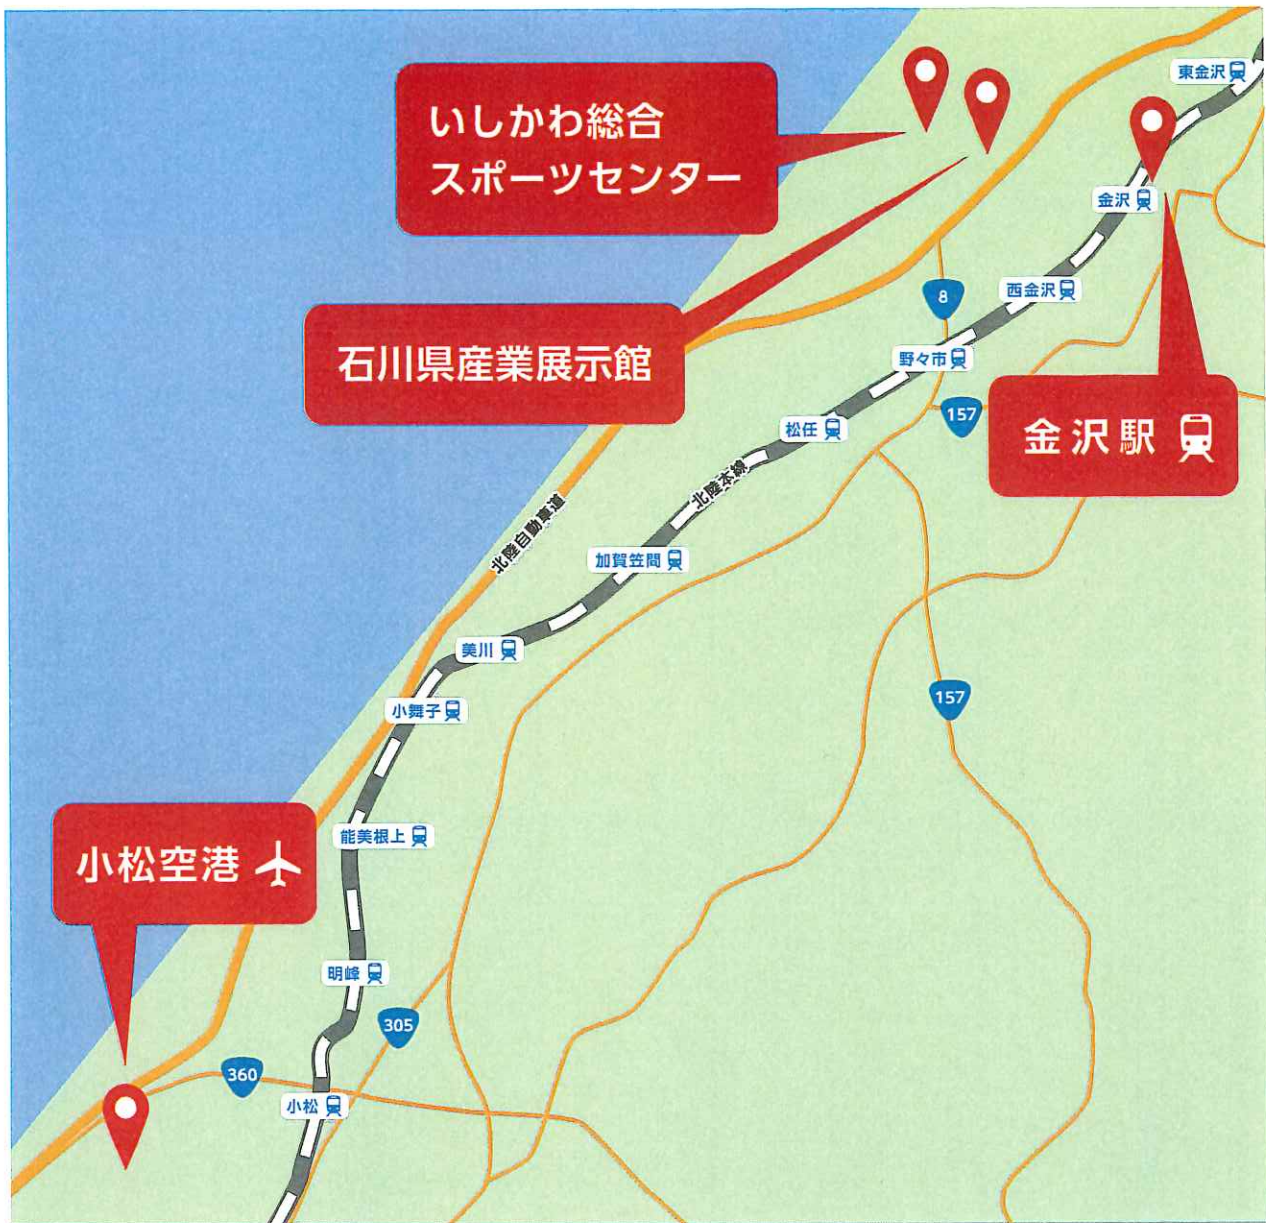 東金沢
いしかわ総合
スポーツセンター
金沢
西金沢
8
石川県産業展示館
野々市
157
松任
金沢駅
北陸本線
北陸自動車道
加賀笠間
美川
157
小舞子
能美根上
小松空港
明峰
305
360
小松